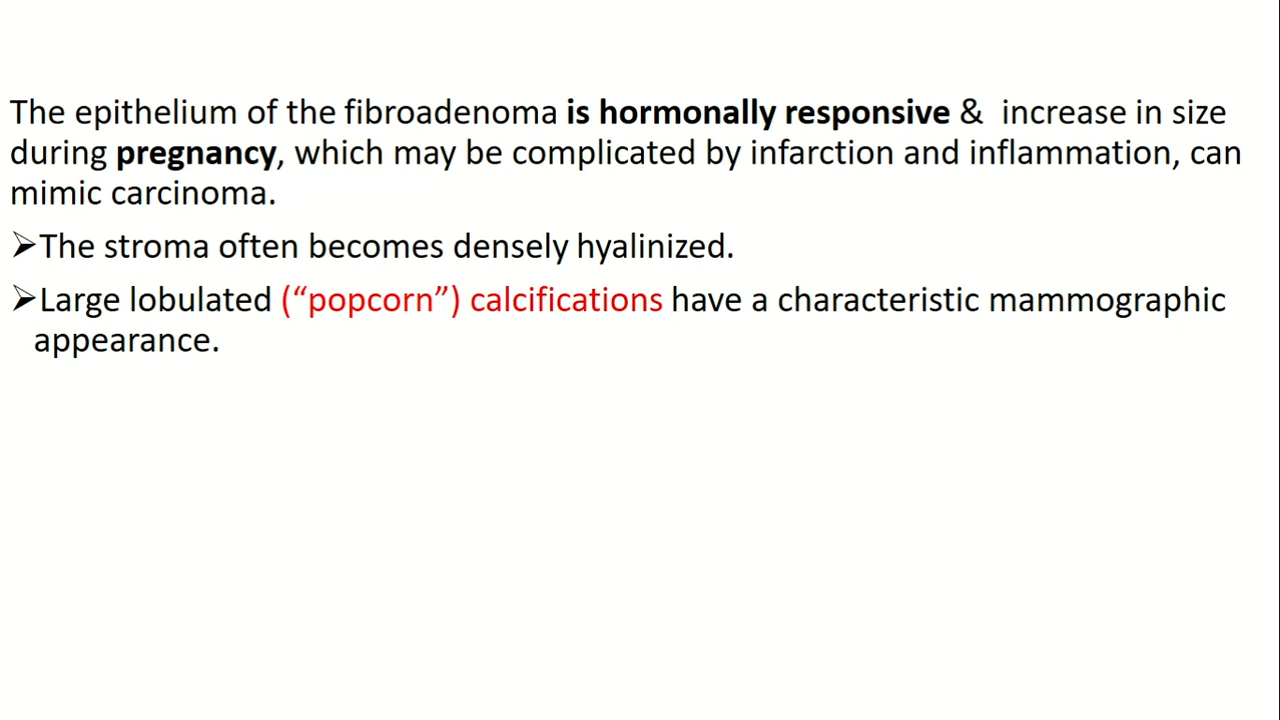 The epithelium of the fibroadenoma is hormonally responsive &  increase in size
during pregnancy, which may be complicated by infarction and inflammation, can
mimic carcinoma.
➢The stroma often becomes densely hyalinized.
➢Large lobulated (“popcorn”) calcifications have a characteristic mammographic
appearance.